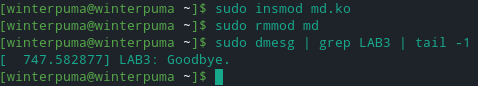 [winterpuma@winterpuma ~]$ sudo insmod md.ko
[winterpuma@winterpuma ~]$ sudo rmmod md
[winterpuma@winterpuma ~]$ sudo dmesg | grep LAB3 | tail -1
[  747.582877] LAB3: Goodbye.
[winterpuma@winterpuma ~]$